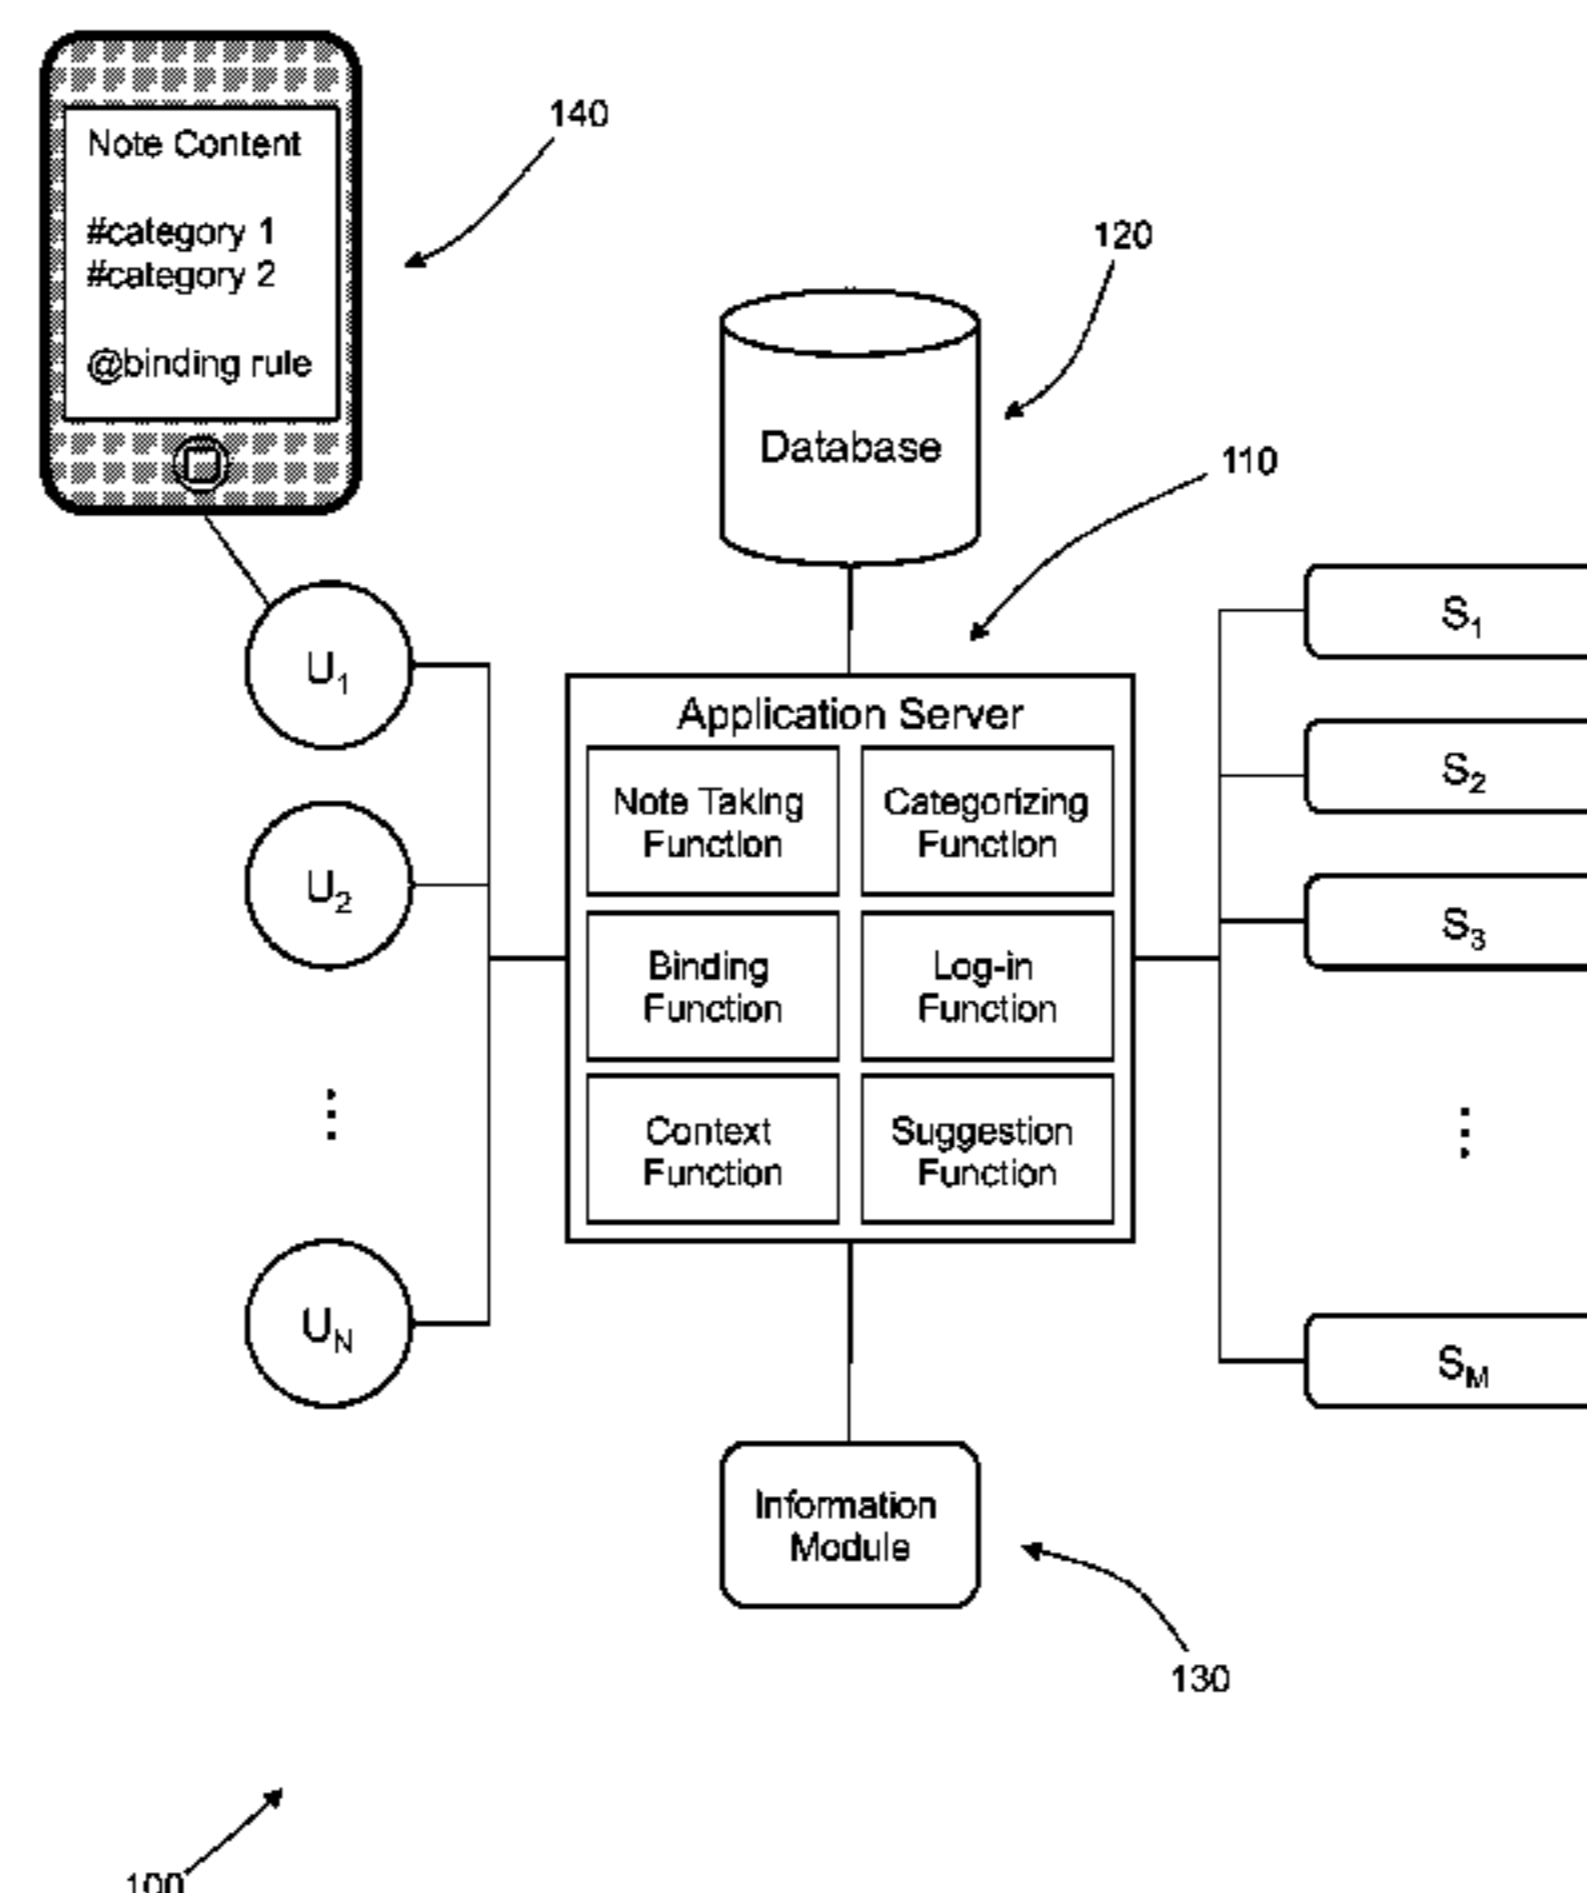 140
Note Content
#category 1
#category 2
@binding rule
120
Database
110
U1
U2
UN
Application Server
Note Taking
Function
Categorizing
Function
Binding
Function
Log-in
Function
Context
Function
Suggestion
Function
S1
S2
S3
SM
Information
Module
130
100